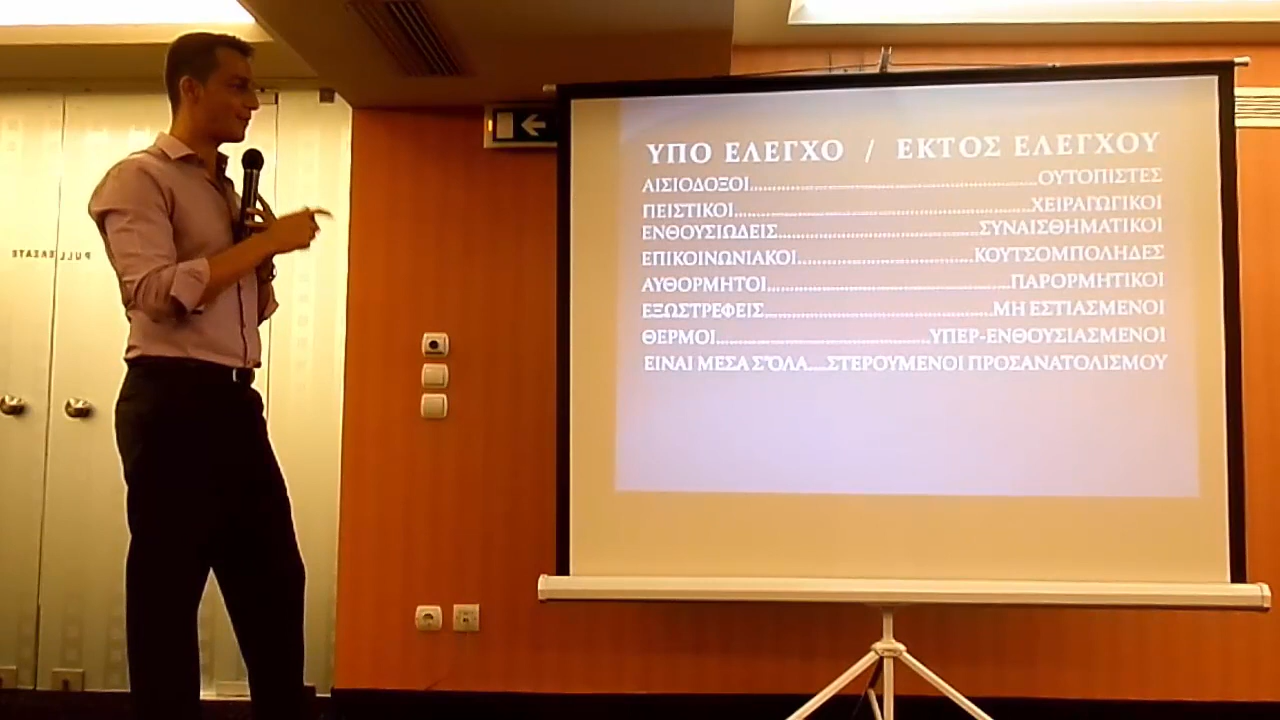 ΥΠΟ ΕΛΕΓΧΟ / ΕΚΤΟΣ ΕΛΕΓΧΟΥ
ΑΙΣΙΟΔΟΞΟΙ..........ΟΥΤΟΠΙΣΤΕΣ
ΠΕΙΣΤΙΚΟΙ..........ΧΕΙΡΑΓΩΓΙΚΟΙ
ΕΝΘΟΥΣΙΩΔΕΙΣ..........ΣΥΝΑΙΣΘΗΜΑΤΙΚΟΙ
ΕΠΙΚΟΙΝΩΝΙΑΚΟΙ..........ΚΟΥΤΣΟΜΠΟΛΗΔΕΣ
ΑΥΘΟΡΜΗΤΟΙ..........ΠΑΡΟΡΜΗΤΙΚΟΙ
ΕΞΩΣΤΡΕΦΕΙΣ..........ΜΗ ΕΣΤΙΑΣΜΕΝΟΙ
ΘΕΡΜΟΙ..........ΥΠΕΡ-ΕΝΘΟΥΣΙΑΣΜΕΝΟΙ
ΕΙΝΑΙ ΜΕΣΑ Σ'ΌΛΑ....ΣΤΕΡΟΥΜΕΝΟΙ ΠΡΟΣΑΝΑΤΟΛΙΣΜΟΥ